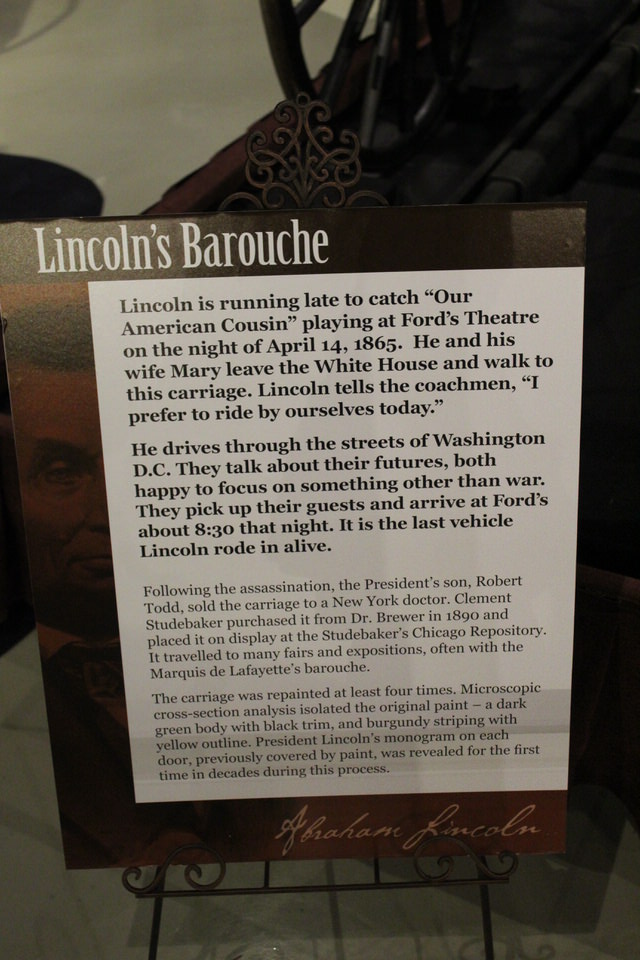 Lincoln's Barouche
Lincoln is running late to catch “Our
American Cousin” playing at Ford's Theatre
on the night of April 14, 1865.  He and his
wife Mary leave the White House and walk to
this carriage. Lincoln tells the coachmen, “I
prefer to ride by ourselves today.”
He drives through the streets of Washington
D.C. They talk about their futures, both
happy to focus on something other than war.
They pick up their guests and arrive at Ford's
about 8:30 that night. It is the last vehicle
Lincoln rode in alive.
Following the assassination, the President's son, Robert
Todd, sold the carriage to a New York doctor. Clement
Studebaker purchased it from Dr. Brewer in 1890 and
placed it on display at the Studebaker's Chicago Repository.
It travelled to many fairs and expositions, often with the
Marquis de Lafayette's barouche.
The carriage was repainted at least four times. Microscopic
cross-section analysis isolated the original paint – a dark
green body with black trim, and burgundy striping with
yellow outline. President Lincoln's monogram on each
door, previously covered by paint, was revealed for the first
time in decades during this process.
Abraham Lincoln